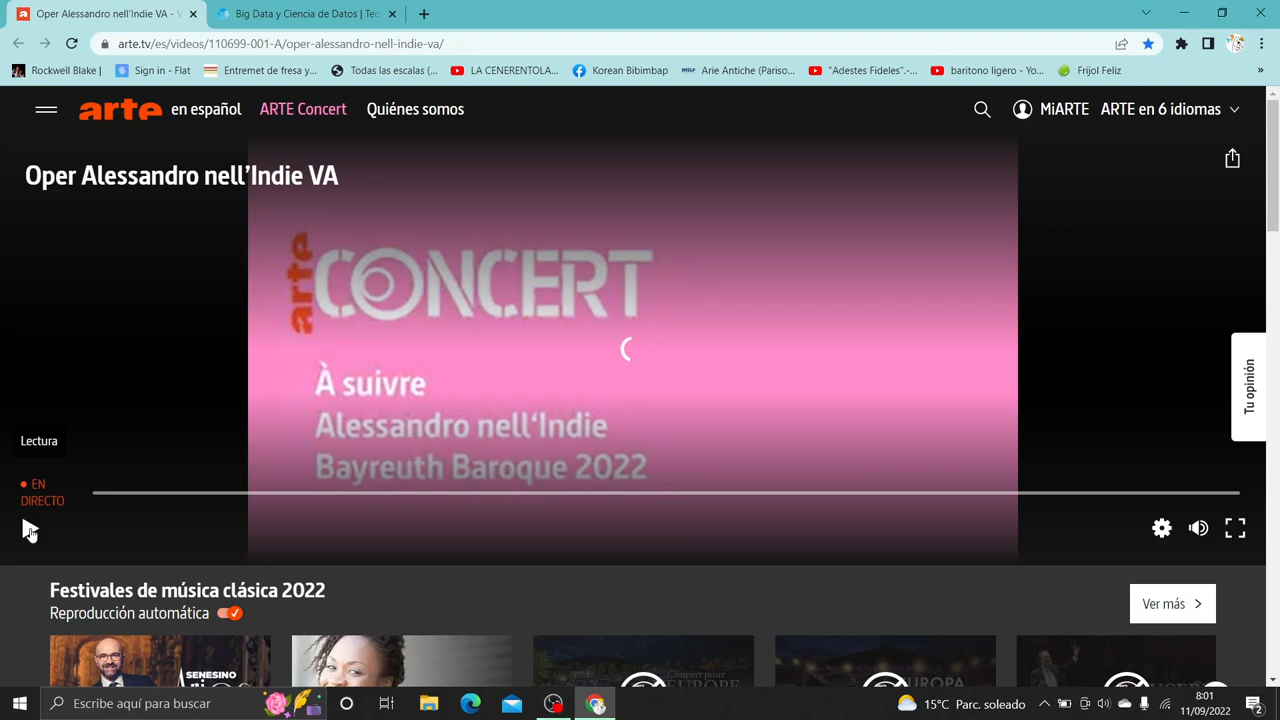 Oper Alessandro nell'Indie VA - V
Big Data y Ciencia de Datos | Tec
arte.tv/es/videos/110699-001-A/oper-alessandro-nell-indie-va/
Rockwell Blake |
Sign in - Flat
Entremet de fresa y...
Todas las escalas (...
LA CENERENTOLA...
Korean Bibimbap
Arie Antiche (Pariso...
"Adestes Fideles".-...
baritono ligero - Yo...
Frijol Feliz
»
arte en español
ARTE Concert
Quiénes somos
MiARTE
ARTE en 6 idiomas
Oper Alessandro nell'Indie VA
arte CONCERT
À suivre
Alessandro nell'Indie
Bayreuth Baroque 2022
Tu opinión
Lectura
EN
DIRECTO
Festivales de música clásica 2022
Reproducción automática
Ver más
SENESINO
Concert pour
EUROPE
EUROPA
Escribe aquí para buscar
15°C Parc. soleado
8:01
11/09/2022
2